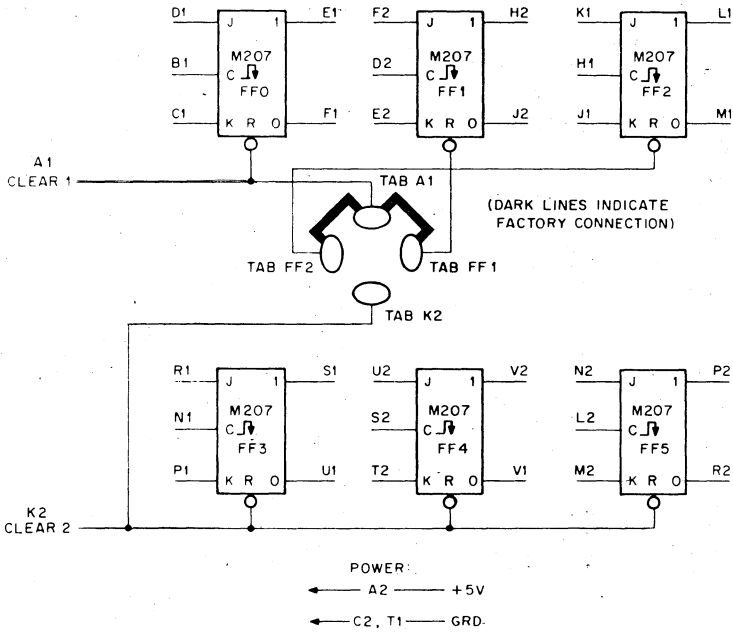 D1 E1 F2 H2 K1 L1
J 1 J 1 J 1
M207 M207 M207
B1 C D2 C H1 C
FF0 FF1 FF2
C1 K R 0 F1 E2 K R 0 J2 J1 K R 0 M1
A1
CLEAR 1
TAB A1
(DARK LINES INDICATE
FACTORY CONNECTION)
TAB FF2 TAB FF1
TAB K2
R1 S1 U2 V2 N2 P2
J 1 J 1 J 1
M207 M207 M207
N1 C S2 C L2 C
FF3 FF4 FF5
P1 K R 0 U1 T2 K R 0 V1 M2 K R 0 R2
K2
CLEAR 2
POWER:
A2 +5V
C2, T1 GRD